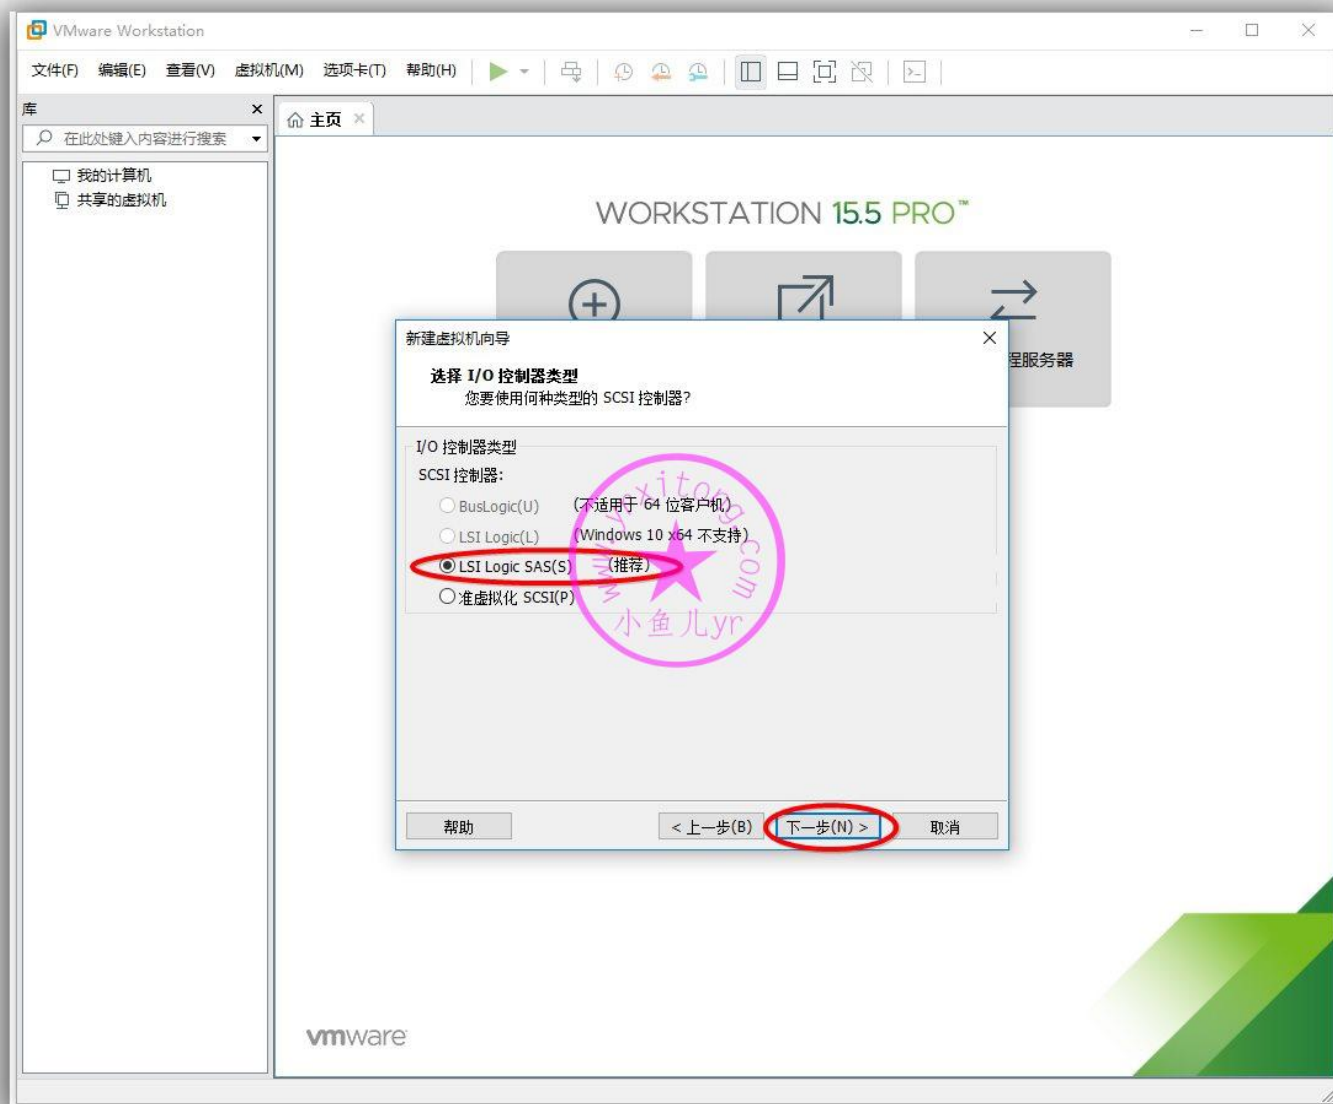 VMware Workstation
文件(F) 编辑(E) 查看(V) 虚拟机(M) 选项卡(T) 帮助(H)
库
主页
在此处键入内容进行搜索
我的计算机
共享的虚拟机
WORKSTATION 15.5 PRO™
程服务器
新建虚拟机向导
选择 I/O 控制器类型
您要使用何种类型的 SCSI 控制器?
I/O 控制器类型
SCSI 控制器:
BusLogic(U) (不适用于 64 位客户机)
LSI Logic(L) (Windows 10 x64 不支持)
LSI Logic SAS(S) (推荐)
准虚拟化 SCSI(P)
www.yrxitong.com
小鱼儿yr
帮助 < 上一步(B) 下一步(N) > 取消
vmware